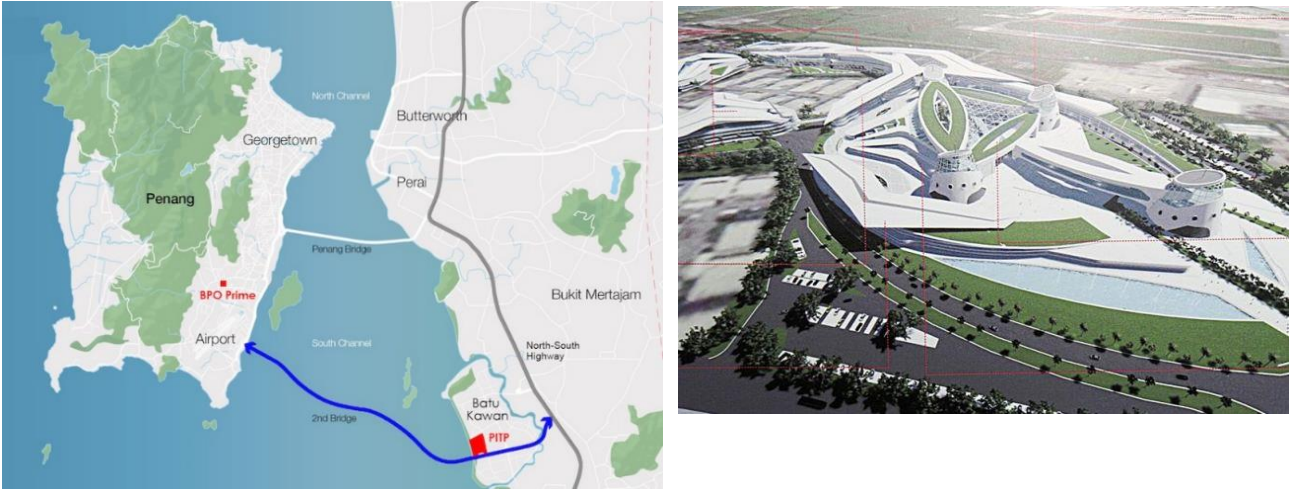 North Channel
Butterworth
Georgetown
Perai
Penang
Penang Bridge
BPO Prime
Bukit Mertajam
Airport
South Channel
North-South
Highway
Batu
Kawan
2nd Bridge
PITP